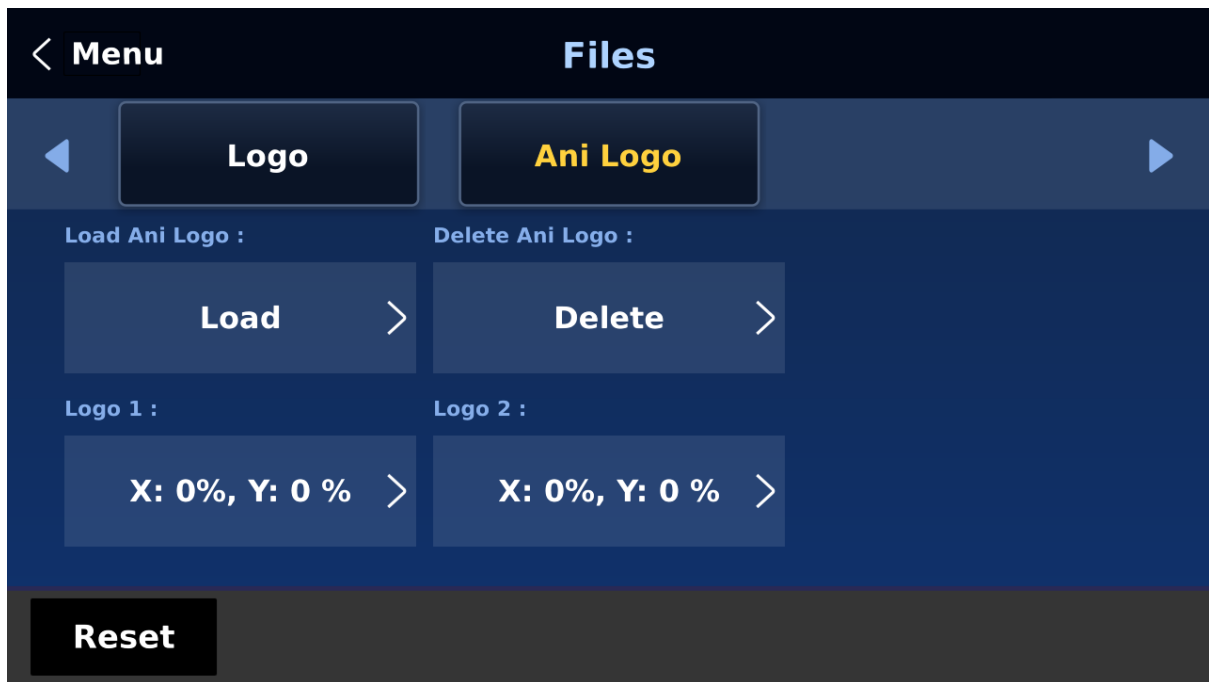 Menu
Files
Logo
Ani Logo
Load Ani Logo :
Delete Ani Logo :
Load
Delete
Logo 1 :
Logo 2 :
X: 0%, Y: 0 %
X: 0%, Y: 0 %
Reset